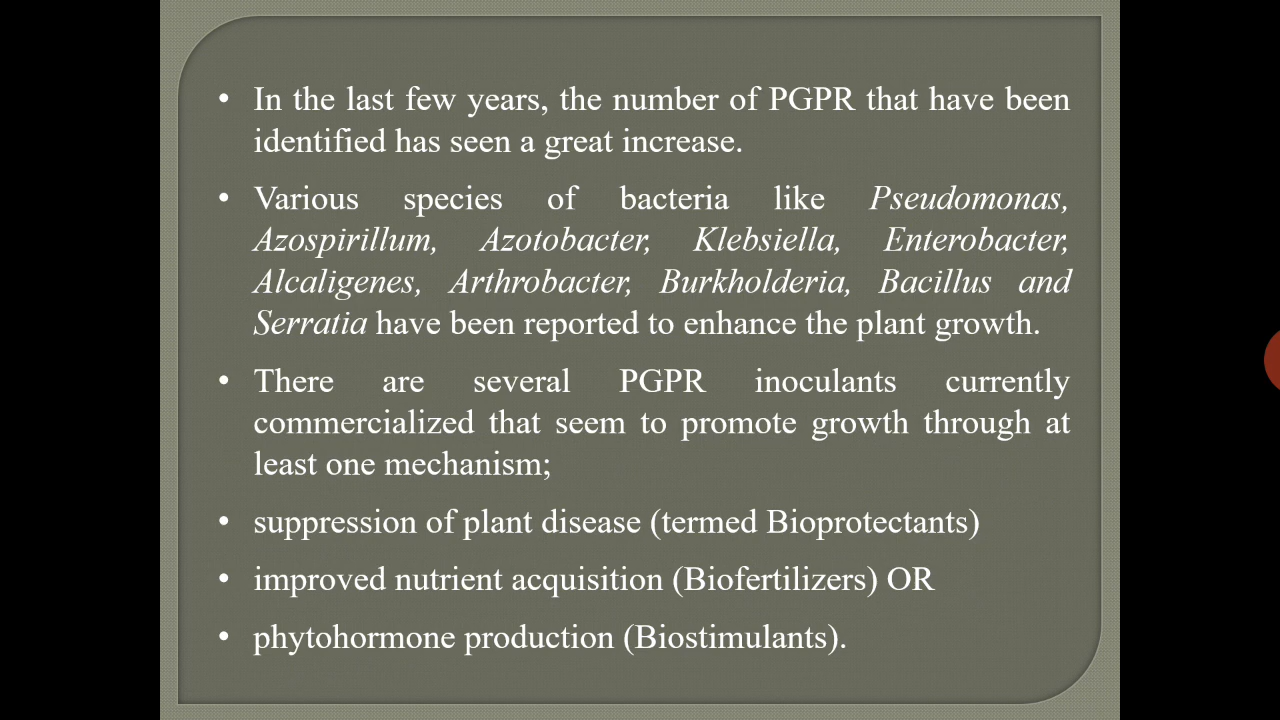 • In the last few years, the number of PGPR that have been
identified has seen a great increase.
• Various species of bacteria like Pseudomonas,
Azospirillum, Azotobacter, Klebsiella, Enterobacter,
Alcaligenes, Arthrobacter, Burkholderia, Bacillus and
Serratia have been reported to enhance the plant growth.
• There are several PGPR inoculants currently
commercialized that seem to promote growth through at
least one mechanism;
• suppression of plant disease (termed Bioprotectants)
• improved nutrient acquisition (Biofertilizers) OR
• phytohormone production (Biostimulants).